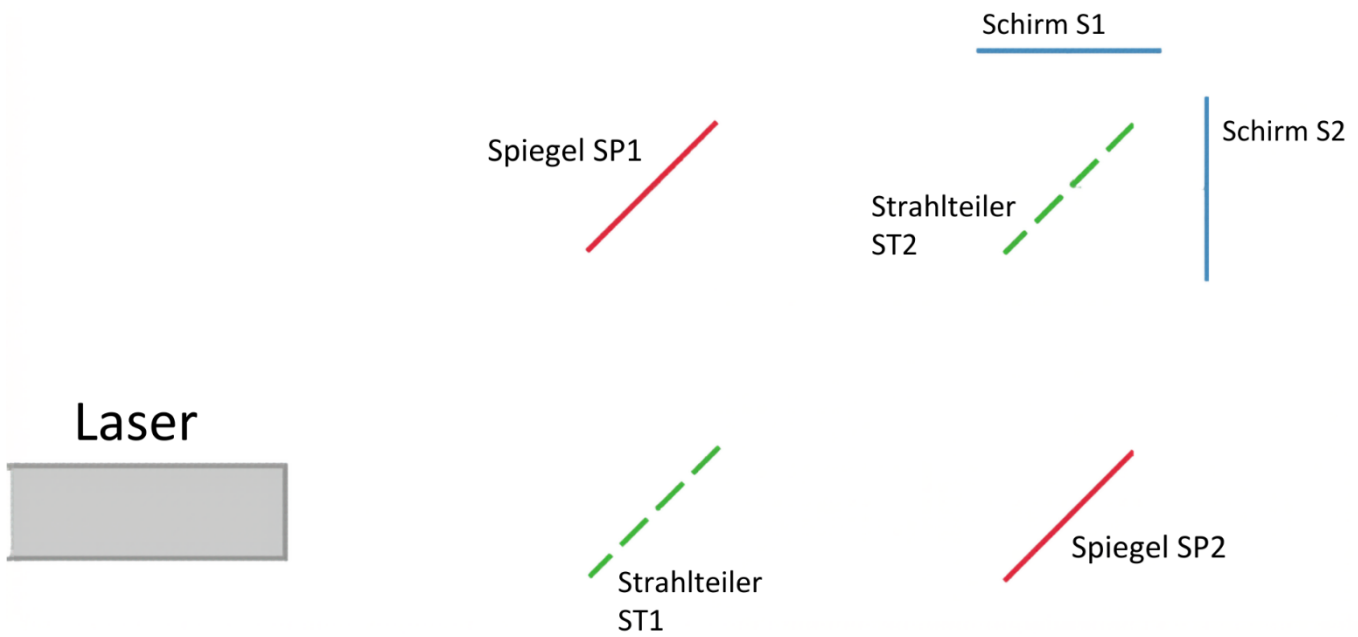 Schirm S1
Schirm S2
Spiegel SP1
Strahlteiler
ST2
Laser
Spiegel SP2
Strahlteiler
ST1